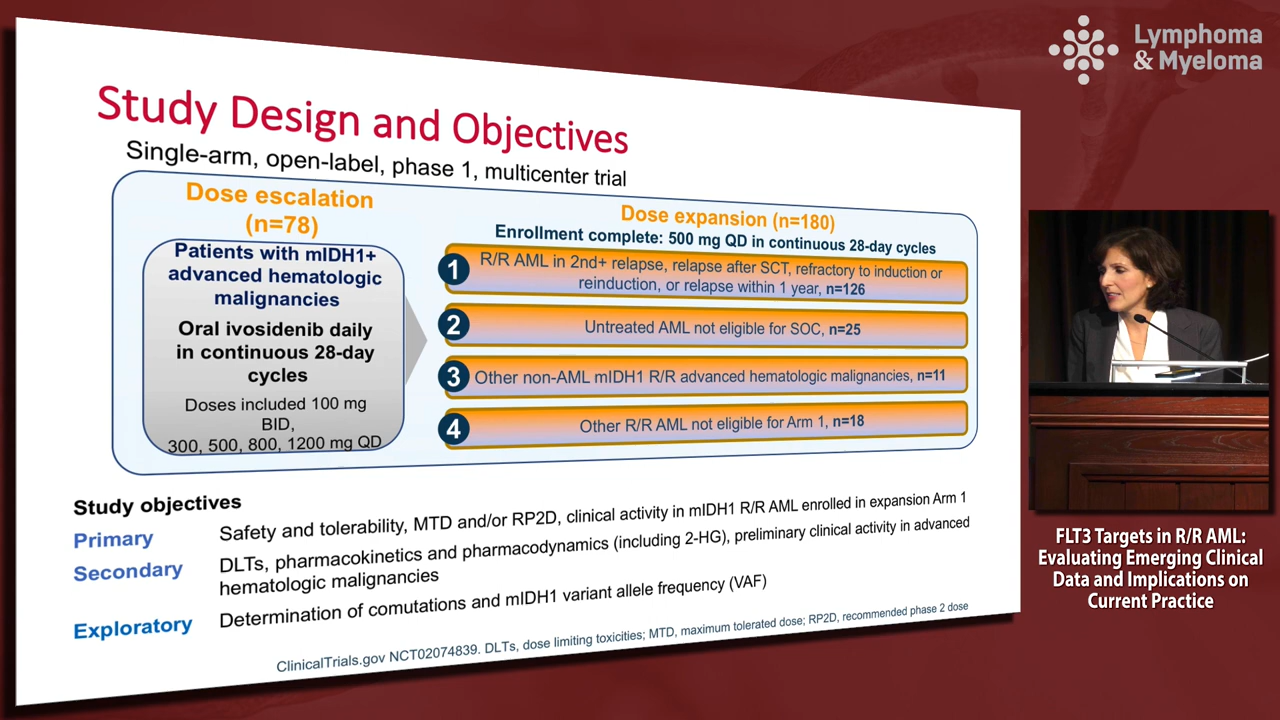 Lymphoma
& Myeloma
Study Design and Objectives
Single-arm, open-label, phase 1, multicenter trial
Dose escalation
(n=78)
Patients with mIDH1+
advanced hematologic
malignancies
Oral ivosidenib daily
in continuous 28-day
cycles
Doses included 100 mg
BID,
300, 500, 800, 1200 mg QD
Dose expansion (n=180)
Enrollment complete: 500 mg QD in continuous 28-day cycles
1 R/R AML in 2nd+ relapse, relapse after SCT, refractory to induction or
reinduction, or relapse within 1 year, n=126
2 Untreated AML not eligible for SOC, n=25
3 Other non-AML mIDH1 R/R advanced hematologic malignancies, n=11
4 Other R/R AML not eligible for Arm 1, n=18
Study objectives
Primary Safety and tolerability, MTD and/or RP2D, clinical activity in mIDH1 R/R AML enrolled in expansion Arm 1
Secondary DLTs, pharmacokinetics and pharmacodynamics (including 2-HG), preliminary clinical activity in advanced
hematologic malignancies
Exploratory Determination of comutations and mIDH1 variant allele frequency (VAF)
ClinicalTrials.gov NCT02074839. DLTs, dose limiting toxicities; MTD, maximum tolerated dose; RP2D, recommended phase 2 dose
FLT3 Targets in R/R AML:
Evaluating Emerging Clinical
Data and Implications on
Current Practice